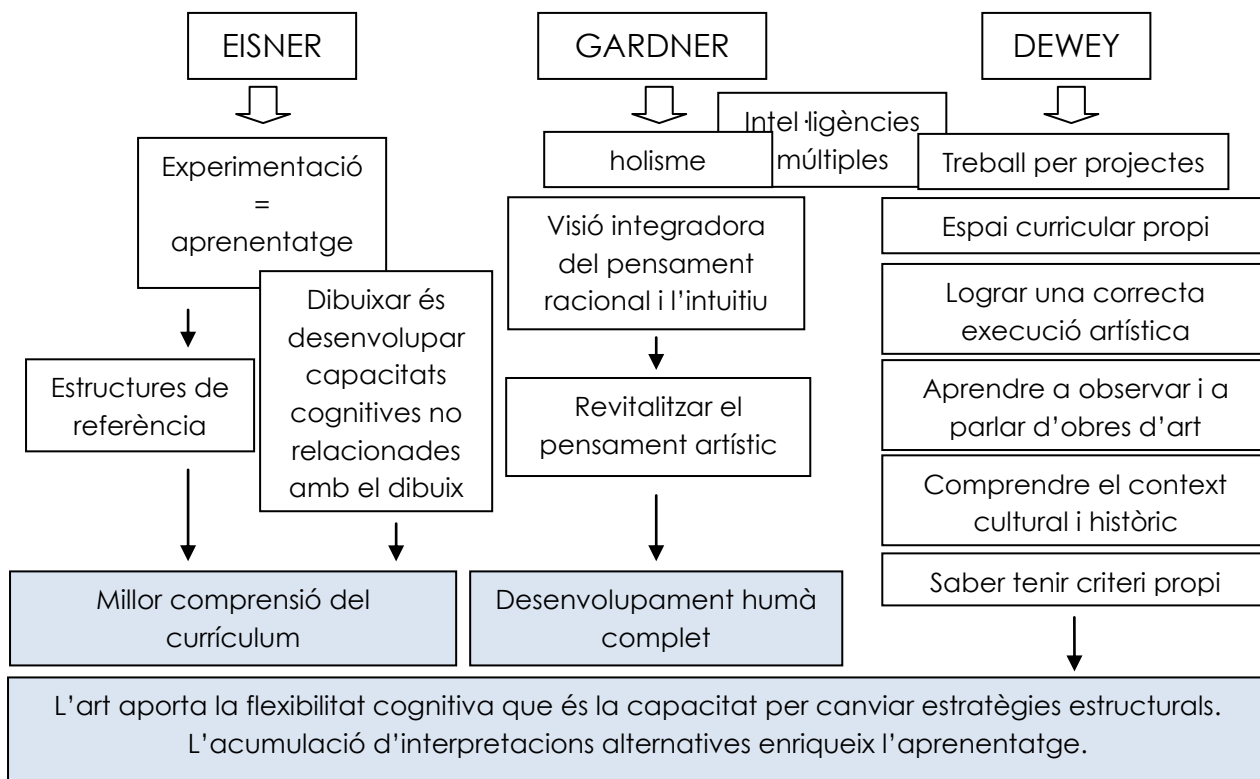 EISNER
Experimentació
=
aprenentatge
Dibuixar és
desenvolupar
capacitats
cognitives no
relacionades
amb el dibuix
Estructures de
referència
Millor comprensió del
currículum
GARDNER
Intel·ligències
múltiples
holisme
Visió integradora
del pensament
racional i l’intuitiu
Revitalitzar el
pensament artístic
Desenvolupament humà
complet
DEWEY
Treball per projectes
Espai curricular propi
Lograr una correcta
execució artística
Aprendre a observar i a
parlar d’obres d’art
Comprendre el context
cultural i històric
Saber tenir criteri propi
L’art aporta la flexibilitat cognitiva que és la capacitat per canviar estratègies estructurals.
L’acumulació d’interpretacions alternatives enriqueix l’aprenentatge.